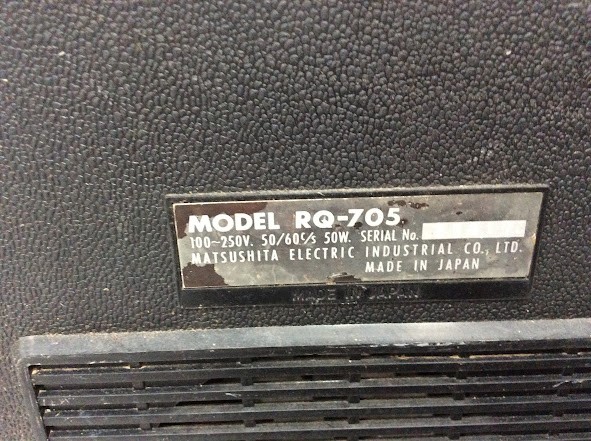 MODEL RQ-705
100~250V. 50/60c/s 50W. SERIAL No.
MATSUSHITA ELECTRIC INDUSTRIAL CO., LTD.
MADE IN JAPAN
MADE IN JAPAN